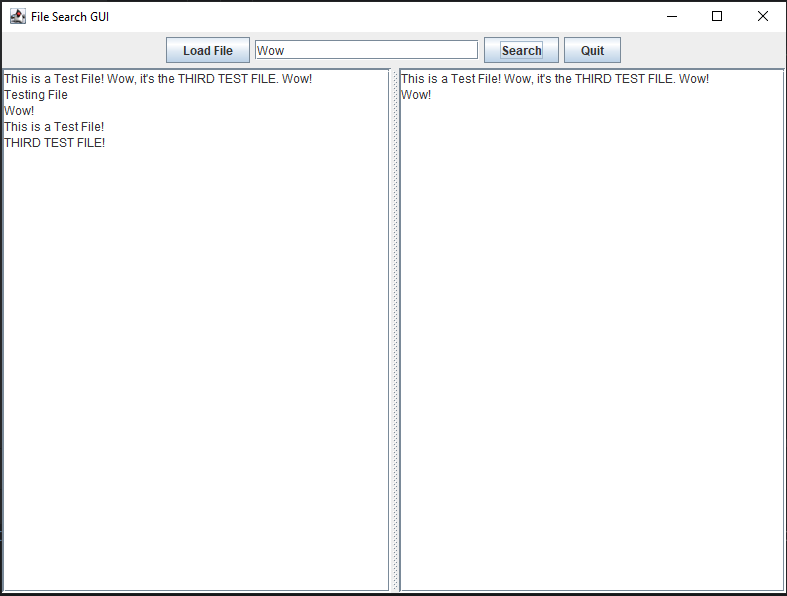 File Search GUI
Load File Wow Search Quit
This is a Test File! Wow, it's the THIRD TEST FILE. Wow!
Testing File
Wow!
This is a Test File!
THIRD TEST FILE!
This is a Test File! Wow, it's the THIRD TEST FILE. Wow!
Wow!